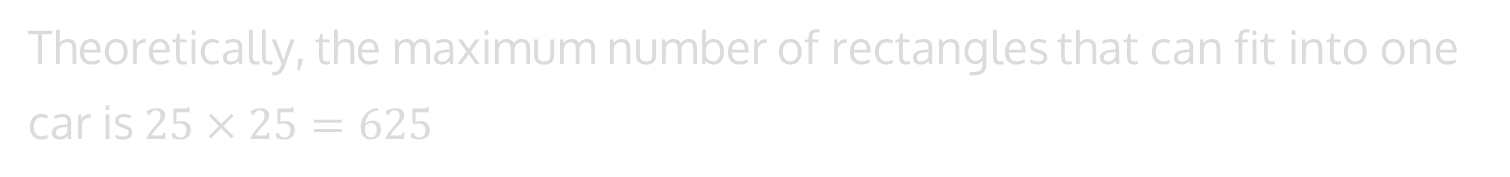 Theoretically, the maximum number of rectangles that can fit into one
car is 25 × 25 = 625